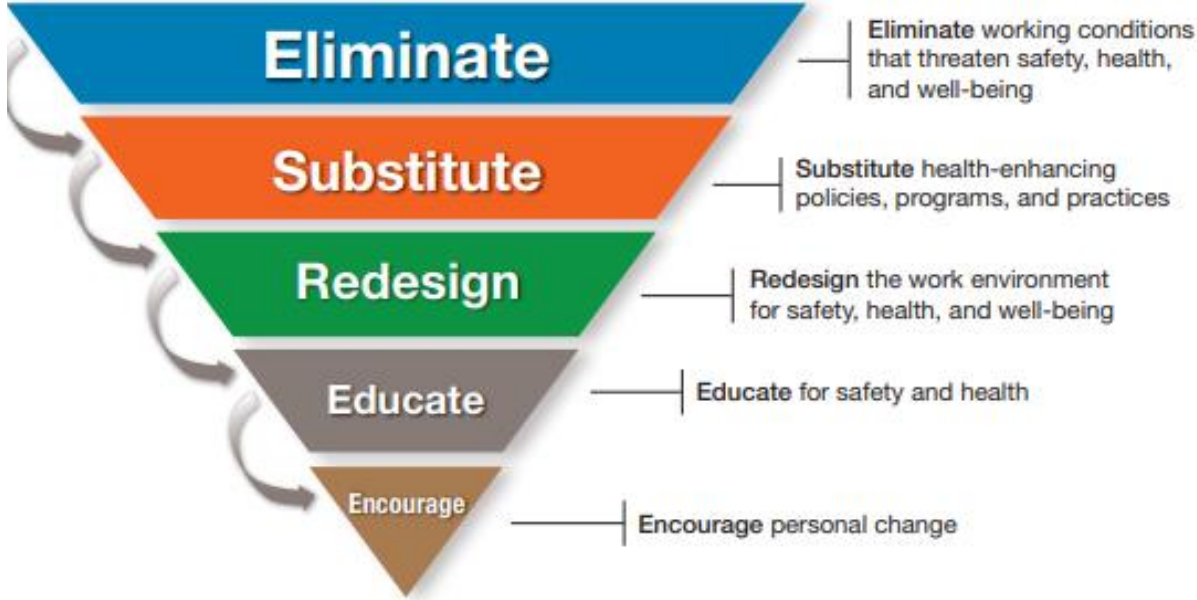 Eliminate
Eliminate working conditions
that threaten safety, health,
and well-being
Substitute
Substitute health-enhancing
policies, programs, and practices
Redesign
Redesign the work environment
for safety, health, and well-being
Educate
Educate for safety and health
Encourage
Encourage personal change